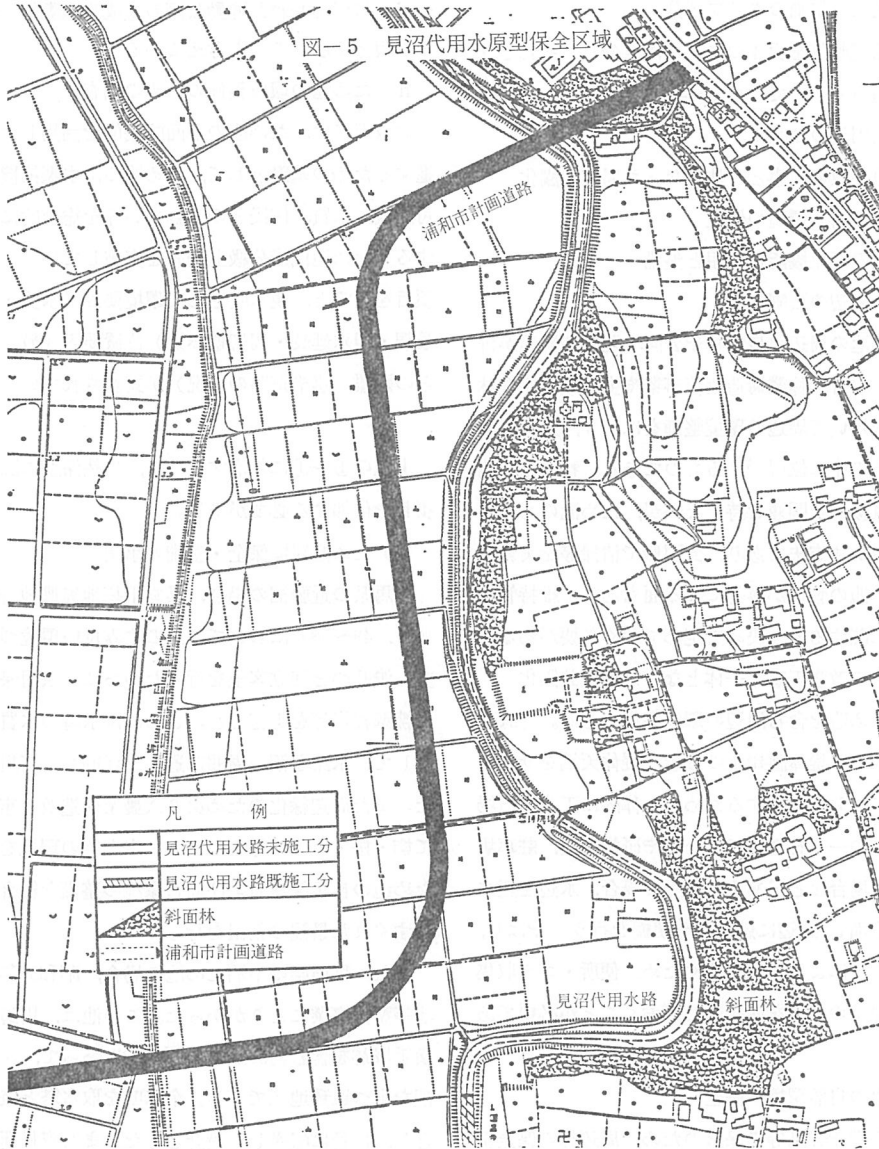 図—5 見沼代用水原型保全区域
浦和市計画道路
凡 例
見沼代用水路未施工分
見沼代用水路既施工分
斜面林
浦和市計画道路
見沼代用水路
斜面林